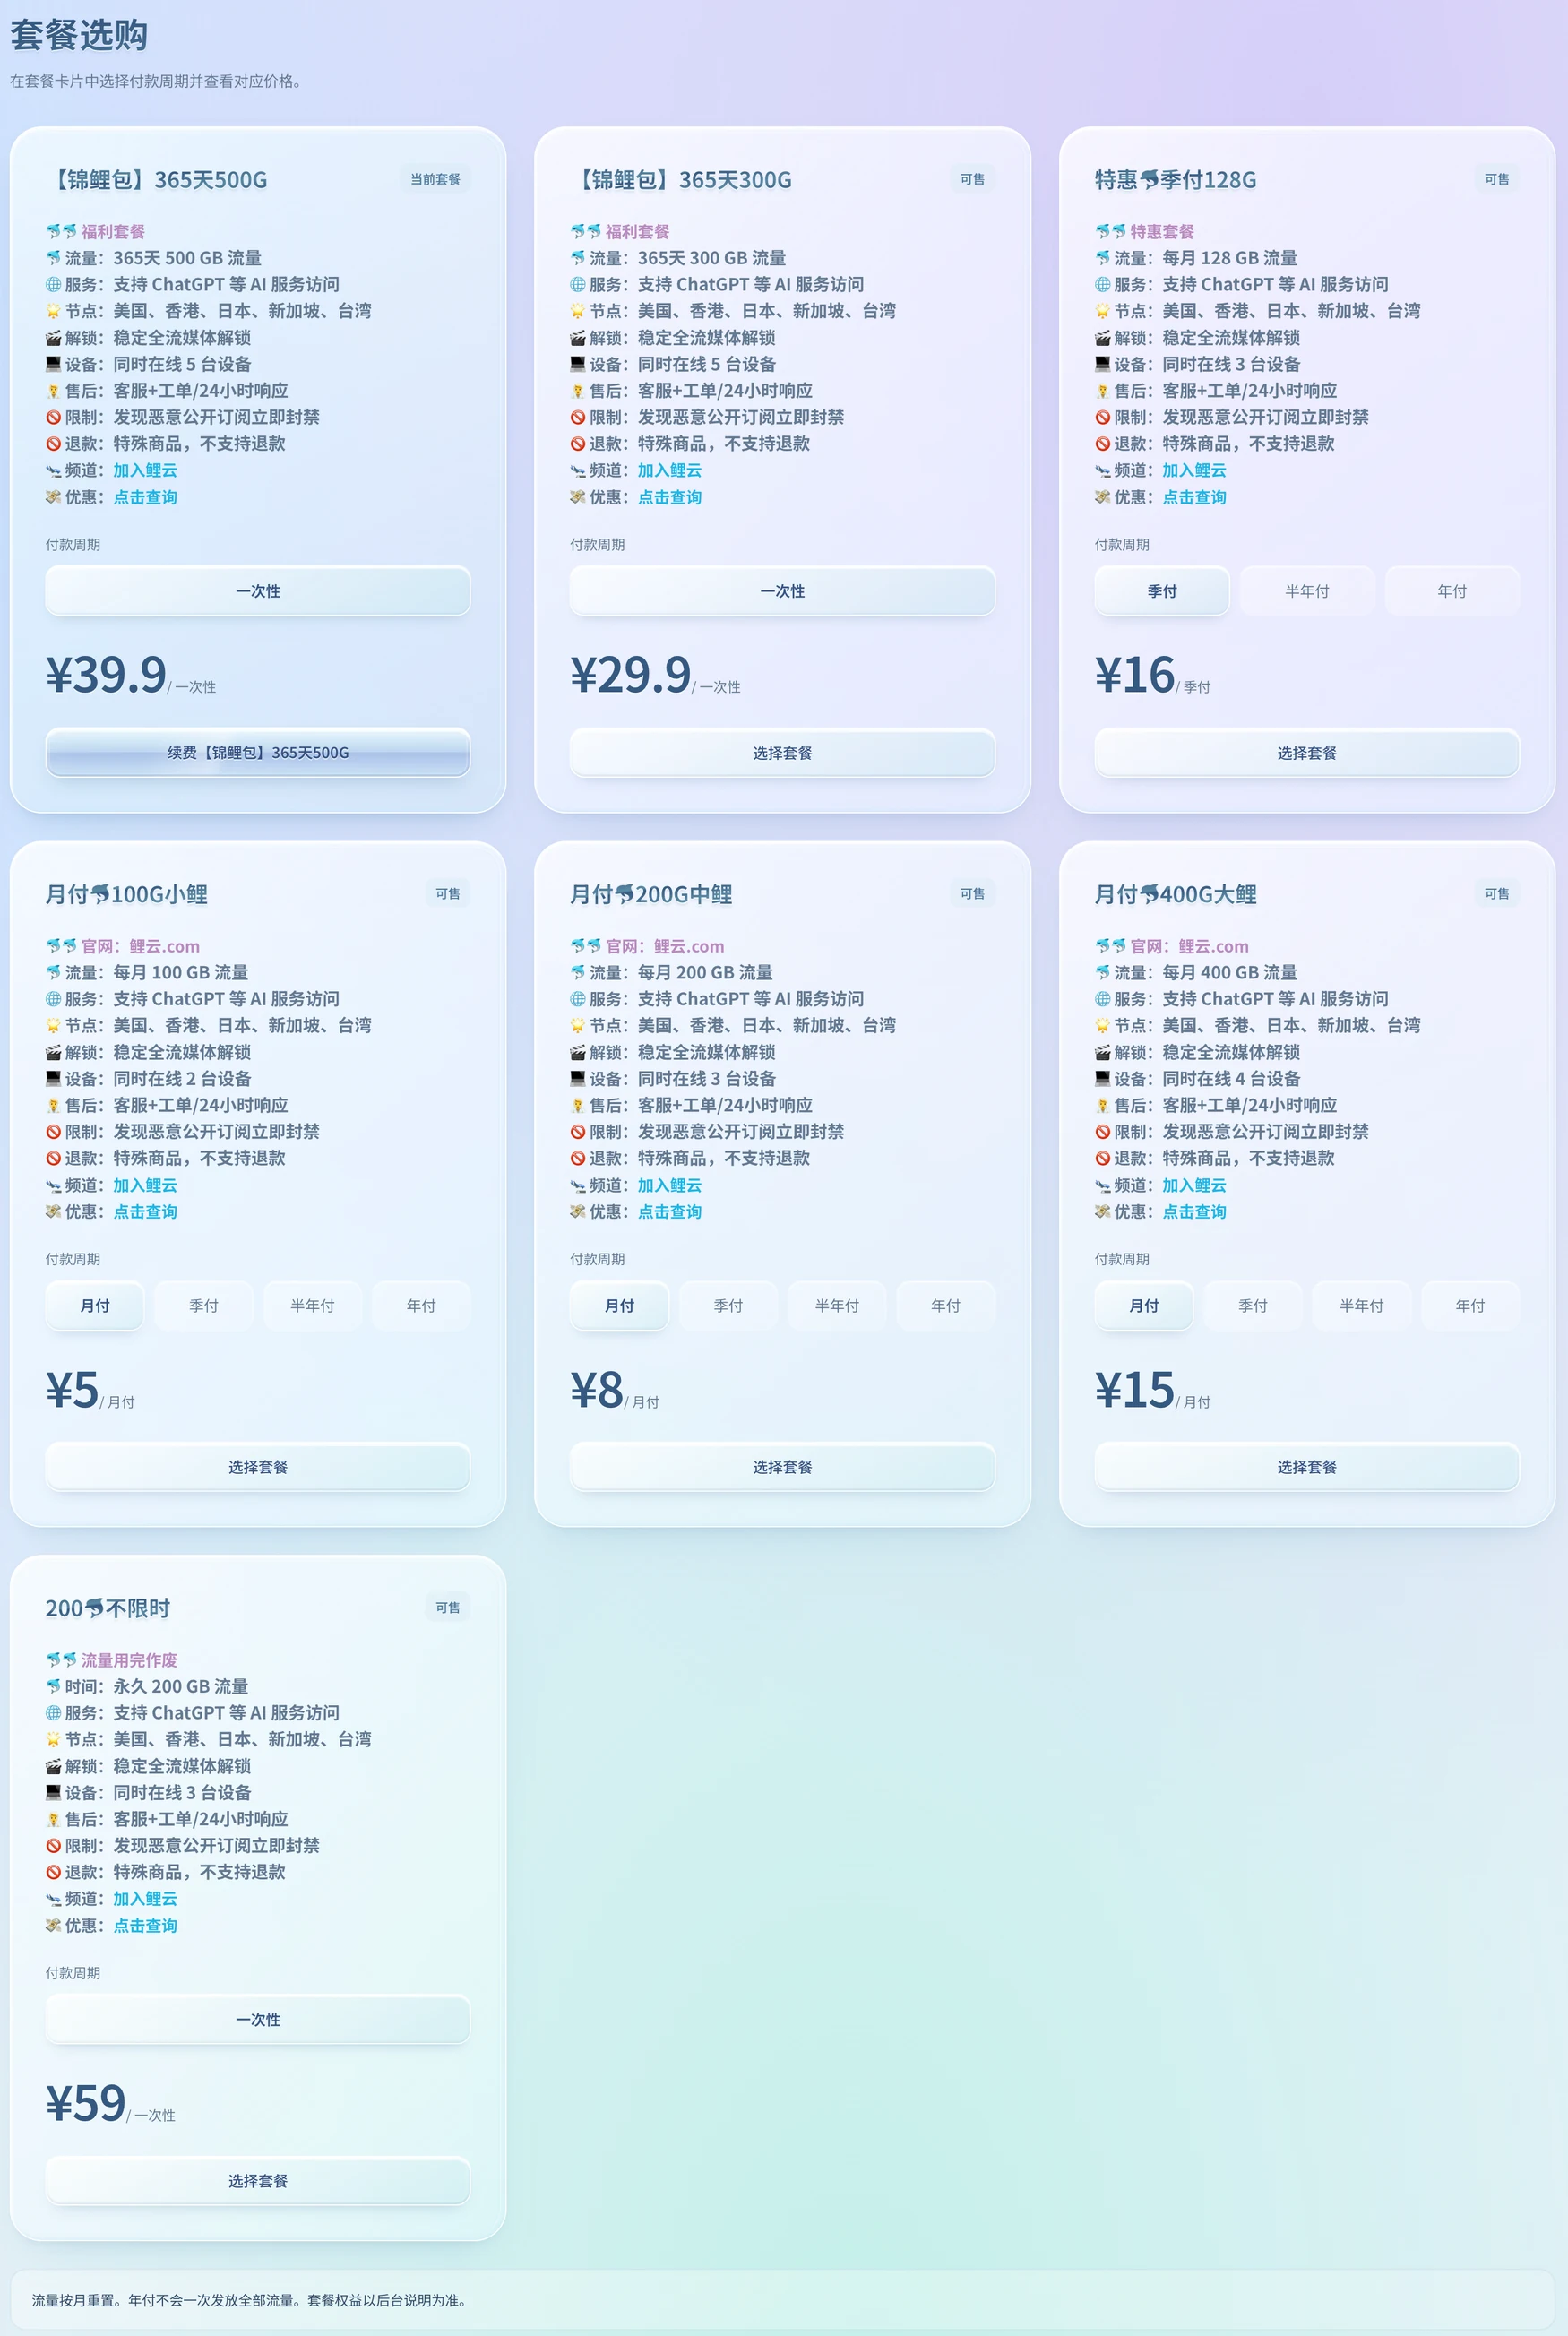 套餐选购
在套餐卡片中选择付款周期并查看对应价格。
【锦鲤包】365天500G
当前套餐
福利套餐
流量：365天 500 GB 流量
服务：支持 ChatGPT 等 AI 服务访问
节点：美国、香港、日本、新加坡、台湾
解锁：稳定全流媒体解锁
设备：同时在线 5 台设备
售后：客服+工单/24小时响应
限制：发现恶意公开订阅立即封禁
退款：特殊商品，不支持退款
频道：加入鲤云
优惠：点击查询
付款周期
一次性
¥39.9/ 一次性
续费【锦鲤包】365天500G
【锦鲤包】365天300G
可售
福利套餐
流量：365天 300 GB 流量
服务：支持 ChatGPT 等 AI 服务访问
节点：美国、香港、日本、新加坡、台湾
解锁：稳定全流媒体解锁
设备：同时在线 5 台设备
售后：客服+工单/24小时响应
限制：发现恶意公开订阅立即封禁
退款：特殊商品，不支持退款
频道：加入鲤云
优惠：点击查询
付款周期
一次性
¥29.9/ 一次性
选择套餐
特惠🐬季付128G
可售
特惠套餐
流量：每月 128 GB 流量
服务：支持 ChatGPT 等 AI 服务访问
节点：美国、香港、日本、新加坡、台湾
解锁：稳定全流媒体解锁
设备：同时在线 3 台设备
售后：客服+工单/24小时响应
限制：发现恶意公开订阅立即封禁
退款：特殊商品，不支持退款
频道：加入鲤云
优惠：点击查询
付款周期
季付 半年付 年付
¥16/ 季付
选择套餐
月付🐬100G小鲤
可售
官网：鲤云.com
流量：每月 100 GB 流量
服务：支持 ChatGPT 等 AI 服务访问
节点：美国、香港、日本、新加坡、台湾
解锁：稳定全流媒体解锁
设备：同时在线 2 台设备
售后：客服+工单/24小时响应
限制：发现恶意公开订阅立即封禁
退款：特殊商品，不支持退款
频道：加入鲤云
优惠：点击查询
付款周期
月付 季付 半年付 年付
¥5/ 月付
选择套餐
月付🐬200G中鲤
可售
官网：鲤云.com
流量：每月 200 GB 流量
服务：支持 ChatGPT 等 AI 服务访问
节点：美国、香港、日本、新加坡、台湾
解锁：稳定全流媒体解锁
设备：同时在线 3 台设备
售后：客服+工单/24小时响应
限制：发现恶意公开订阅立即封禁
退款：特殊商品，不支持退款
频道：加入鲤云
优惠：点击查询
付款周期
月付 季付 半年付 年付
¥8/ 月付
选择套餐
月付🐬400G大鲤
可售
官网：鲤云.com
流量：每月 400 GB 流量
服务：支持 ChatGPT 等 AI 服务访问
节点：美国、香港、日本、新加坡、台湾
解锁：稳定全流媒体解锁
设备：同时在线 4 台设备
售后：客服+工单/24小时响应
限制：发现恶意公开订阅立即封禁
退款：特殊商品，不支持退款
频道：加入鲤云
优惠：点击查询
付款周期
月付 季付 半年付 年付
¥15/ 月付
选择套餐
200🐬不限时
可售
流量用完作废
时间：永久 200 GB 流量
服务：支持 ChatGPT 等 AI 服务访问
节点：美国、香港、日本、新加坡、台湾
解锁：稳定全流媒体解锁
设备：同时在线 3 台设备
售后：客服+工单/24小时响应
限制：发现恶意公开订阅立即封禁
退款：特殊商品，不支持退款
频道：加入鲤云
优惠：点击查询
付款周期
一次性
¥59/ 一次性
选择套餐
流量按月重置。年付不会一次发放全部流量。套餐权益以后台说明为准。